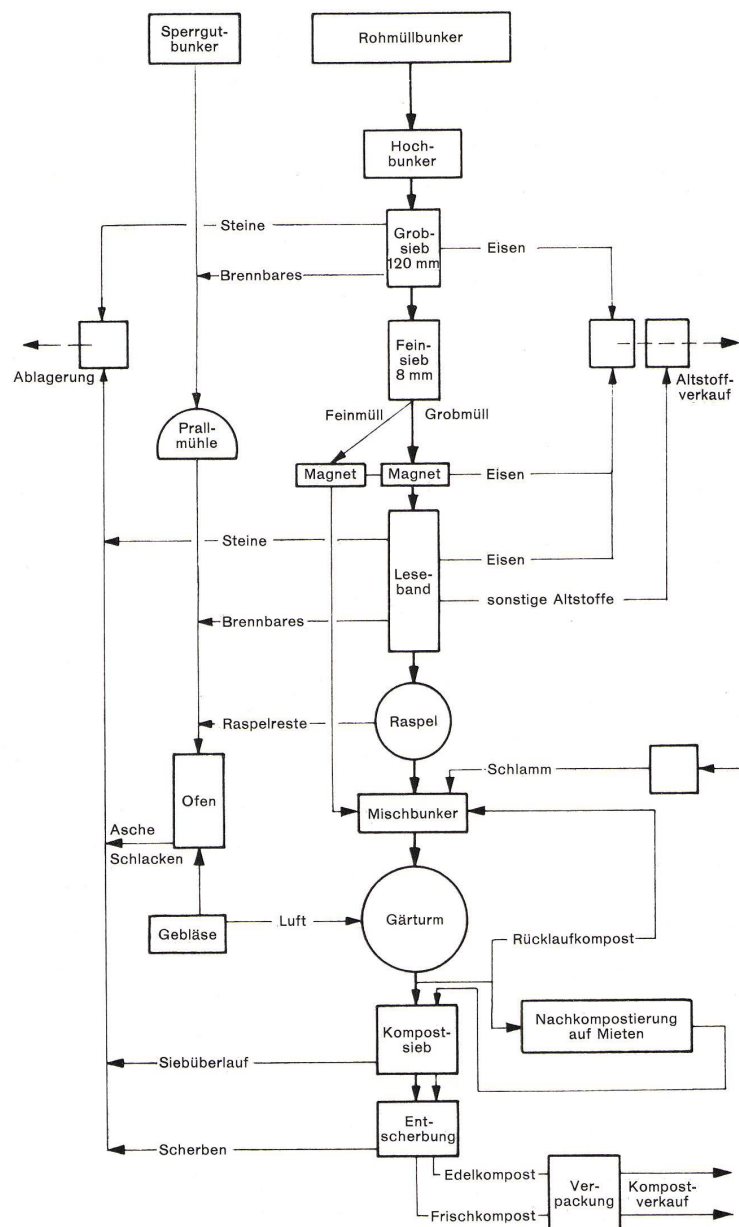 Sperrgut-
bunker
Rohmüllbunker
Hoch-
bunker
Steine
Grob-
sieb
120 mm
Eisen
Brennbares
Ablagerung
Fein-
sieb
8 mm
Altstoff-
verkauf
Feinmüll
Grobmüll
Prall-
mühle
Magnet
Magnet
Eisen
Steine
Eisen
Lese-
band
sonstige Altstoffe
Brennbares
Raspelreste
Raspel
Schlamm
Ofen
Mischbunker
Asche
Schlacken
Gebläse
Luft
Gärturm
Rücklaufkompost
Kompost-
sieb
Nachkompostierung
auf Mieten
Siebüberlauf
Ent-
scherbung
Scherben
Edelkompost
Frischkompost
Ver-
packung
Kompost-
verkauf